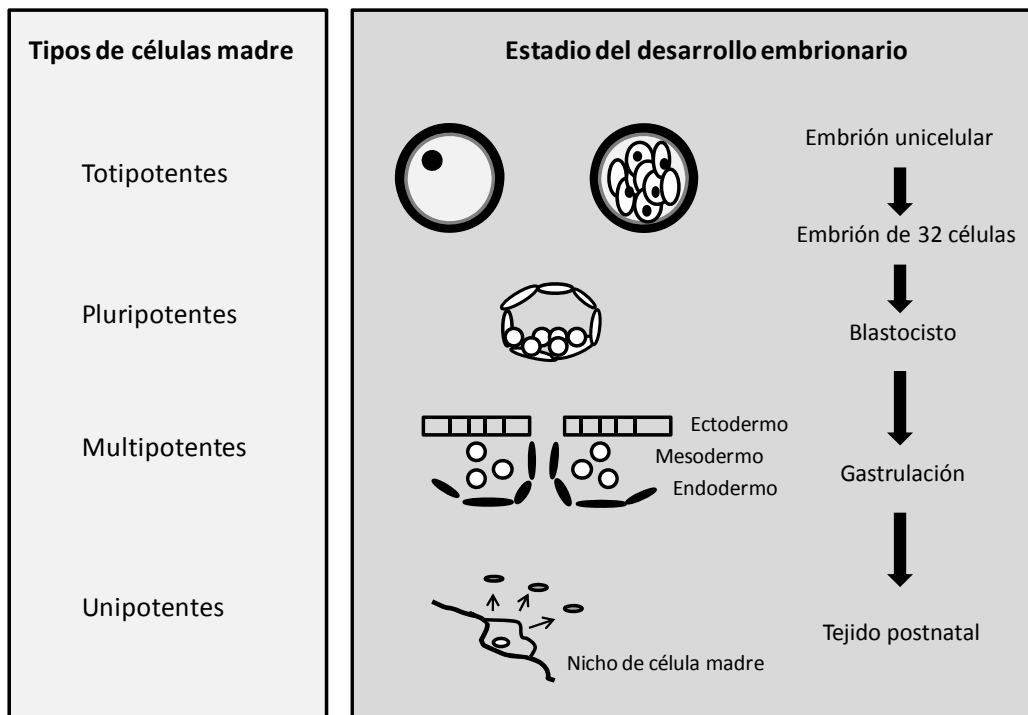 Tipos de células madre
Totipotentes
Pluripotentes
Multipotentes
Unipotentes
Estadio del desarrollo embrionario
Embrión unicelular
Embrión de 32 células
Blastocisto
Ectodermo
Mesodermo
Endodermo
Gastrulación
Nicho de célula madre
Tejido postnatal